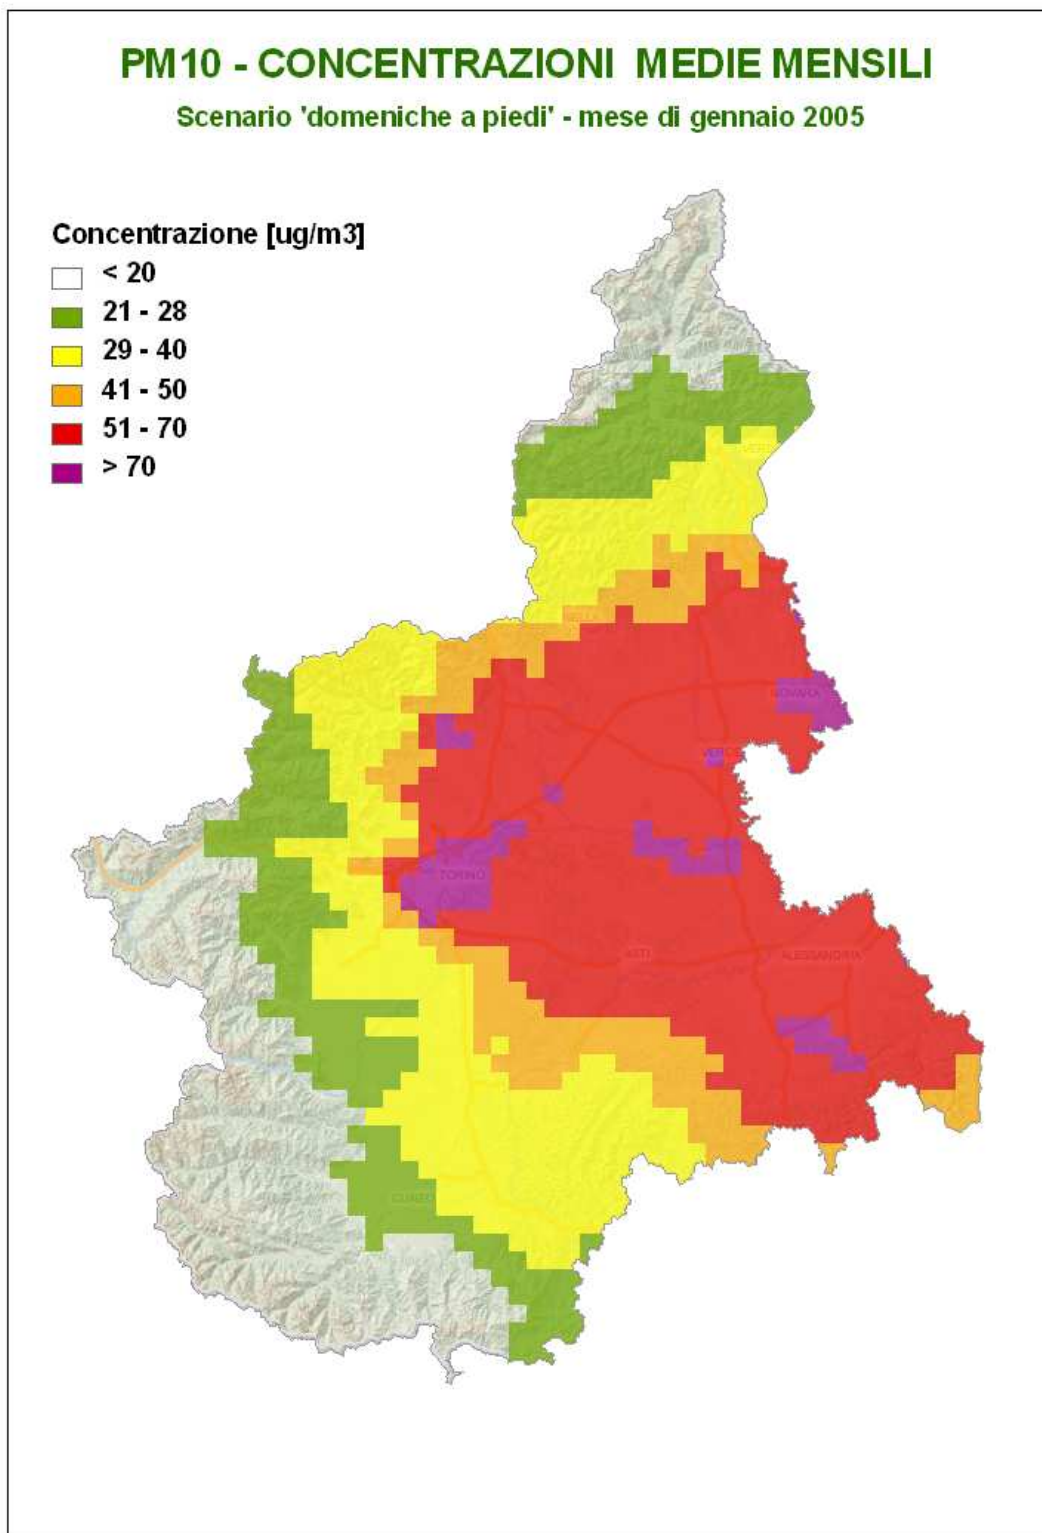 PM10 - CONCENTRAZIONI MEDIE MENSILI
Scenario 'domeniche a piedi' - mese di gennaio 2005
Concentrazione [ug/m3]
< 20
21 - 28
29 - 40
41 - 50
51 - 70
> 70
NOVARA
TORINO
ASTI
ALESSANDRIA
CUNEO